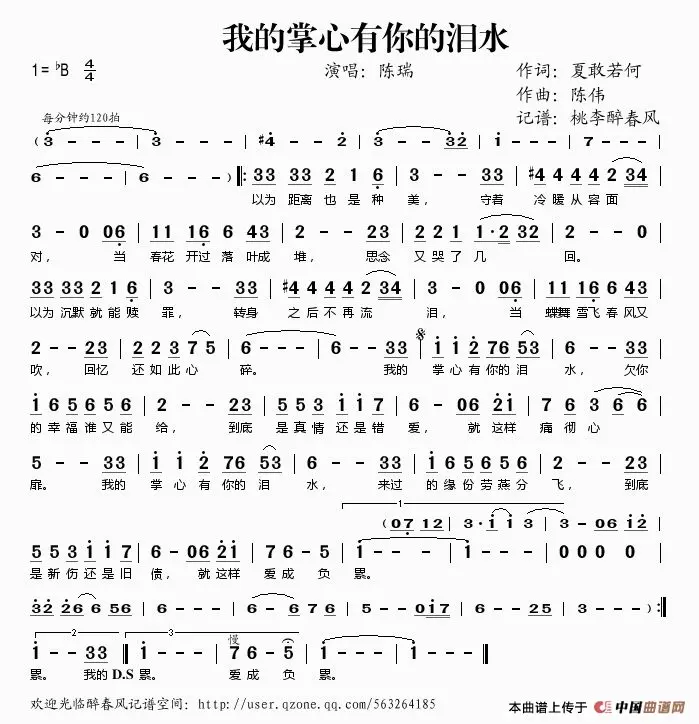 我的掌心有你的泪水
1=♭B 4/4
演唱：陈瑞
作词：夏敢若何
作曲：陈伟
记谱：桃李醉春风
每分钟约120拍
(3 - - - | 3 - - - | #4 - - 2 | 3 - - 32 | 1 - - - | 7 - - -
6 - - - | 6 - - -) ‖: 33 33 2 1 6 | 3 - - 33 | #4 4 4 2 34
以为 距离 也 是 种 美， 守着 冷 暖 从 容 面
3 - 0 06 | 11 16 6 43 | 2 - - 23 | 2 2 1 1·2 32 | 2 - - 0
对， 当 春花 开过 落 叶成 堆， 思念 又 哭 了 几 回。
33 33 2 1 6 | 3 - - 33 | #4 4 4 2 34 | 3 - 0 06 | 11 16 6 43
以为 沉默 就 能 赎 罪， 转身 之 后 不 再 流 泪， 当 蝶舞 雪飞 春 风又
2 - - 23 | 22 23 7 5 | 6 - - - | 6 - - 33 | 1 1 2 76 53 | 6 - - 33
吹， 回忆 还 如此 心 碎。 我的 掌 心 有 你的 泪 水， 欠你
1 6 5 6 5 6 | 2 - - 23 | 5 5 3 1 1 7 | 6 - 06 21 | 7 6 3 6 6
的 幸 福 谁 又 能 给， 到底 是 真 情 还 是 错 爱， 就 这样 痛 彻 心
5 - - 33 | 1 1 2 76 53 | 6 - - 33 | 1 6 5 6 5 6 | 2 - - 23
扉。 我的 掌 心 有 你的 泪 水， 来过 的 缘 份 劳 燕 分 飞， 到底
1
(07 12 | 3·1 1 3 | 3 - 06 12
5 5 3 1 1 7 | 6 - 06 21 | 7 6 - 5 | 1 - - - | 1 - - - | 000 0
是 新 伤 还 是 旧 债， 就 这样 爱 成 负 累。
32 26 6 56 | 1 - - - | 6 - - - | 6 - 6 76 | 5 - - 017 | 6 - - 25 | 3 - - -) :‖
2 3 慢
1 - - 33 | 1 - - - | 7 6 - 5 | 1 - - - | 1 - - - ‖
累。 我的 D.S 累。 爱 成 负 累。
欢迎光临醉春风记谱空间：http://user.qzone.qq.com/563264185
本曲谱上传于 中国曲谱网